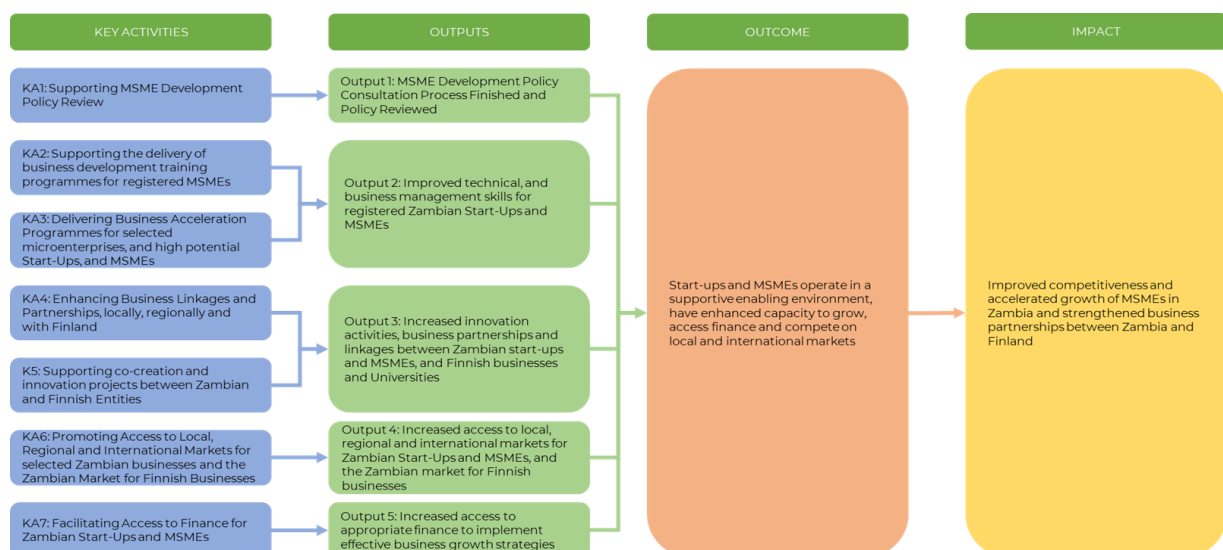 KEY ACTIVITIES
OUTPUTS
OUTCOME
IMPACT
KA1: Supporting MSME Development
Policy Review
Output 1: MSME Development Policy
Consultation Process Finished and
Policy Reviewed
KA2: Supporting the delivery of
business development training
programmes for registered MSMEs
KA3: Delivering Business Acceleration
Programmes for selected
microenterprises, and high potential
Start-Ups, and MSMEs
Output 2: Improved technical, and
business management skills for
registered Zambian Start-Ups and
MSMEs
KA4: Enhancing Business Linkages and
Partnerships, locally, regionally and
with Finland
K5: Supporting co-creation and
innovation projects between Zambian
and Finnish Entities
Output 3: Increased innovation
activities, business partnerships and
linkages between Zambian start-ups
and MSMEs, and Finnish businesses
and Universities
KA6: Promoting Access to Local,
Regional and International Markets for
selected Zambian businesses and the
Zambian Market for Finnish Businesses
Output 4: Increased access to local,
regional and international markets for
Zambian Start-Ups and MSMEs, and
the Zambian market for Finnish
businesses
KA7: Facilitating Access to Finance for
Zambian Start-Ups and MSMEs
Output 5: Increased access to
appropriate finance to implement
effective business growth strategies
Start-ups and MSMEs operate in a
supportive enabling environment,
have enhanced capacity to grow,
access finance and compete on
local and international markets
Improved competitiveness and
accelerated growth of MSMEs in
Zambia and strengthened business
partnerships between Zambia and
Finland